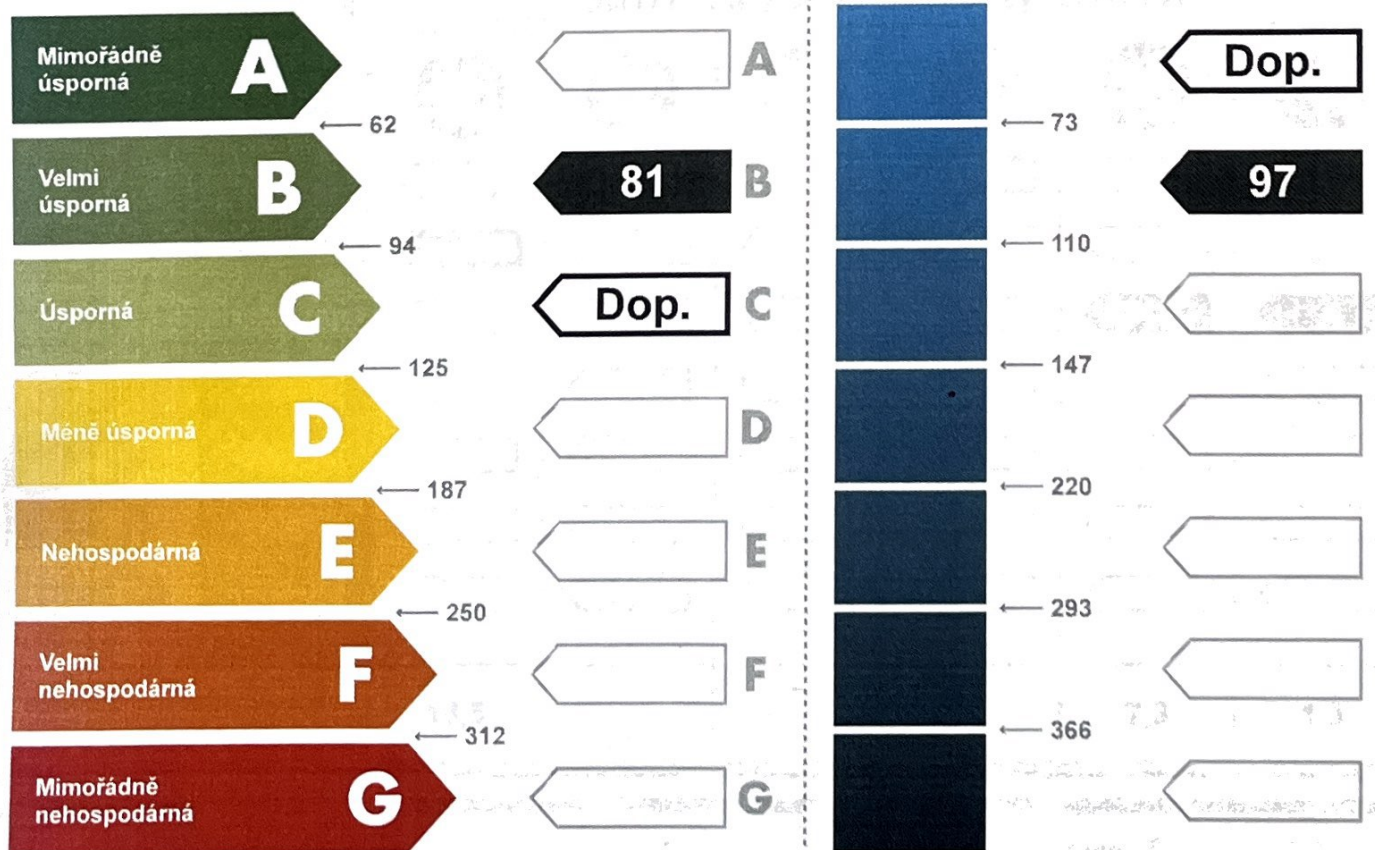 Mimořádně
úsporná
A
A
Dop.
← 62
← 73
Velmi
úsporná
B
81
B
97
← 94
← 110
Úsporná
C
Dop.
C
← 125
← 147
Méně úsporná
D
D
← 187
← 220
Nehospodárná
E
E
← 250
← 293
Velmi
nehospodárná
F
F
← 312
← 366
Mimořádně
nehospodárná
G
G